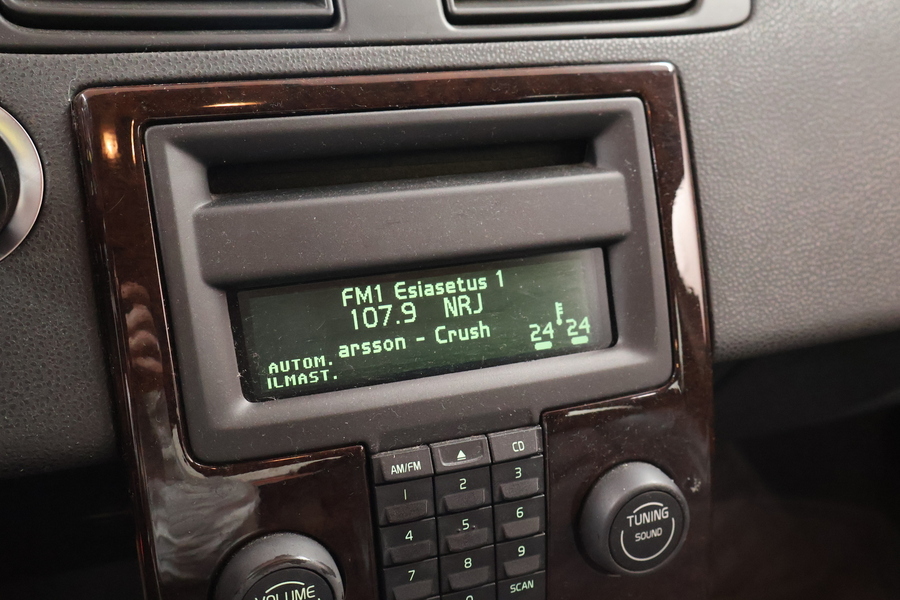 FM1 Esiasetus 1
107.9 NRJ
arsson - Crush
24 24
AUTOM.
ILMAST.
AM/FM
CD
1 2 3
4 5 6
7 8 9
SCAN
TUNING
SOUND
VOLUME